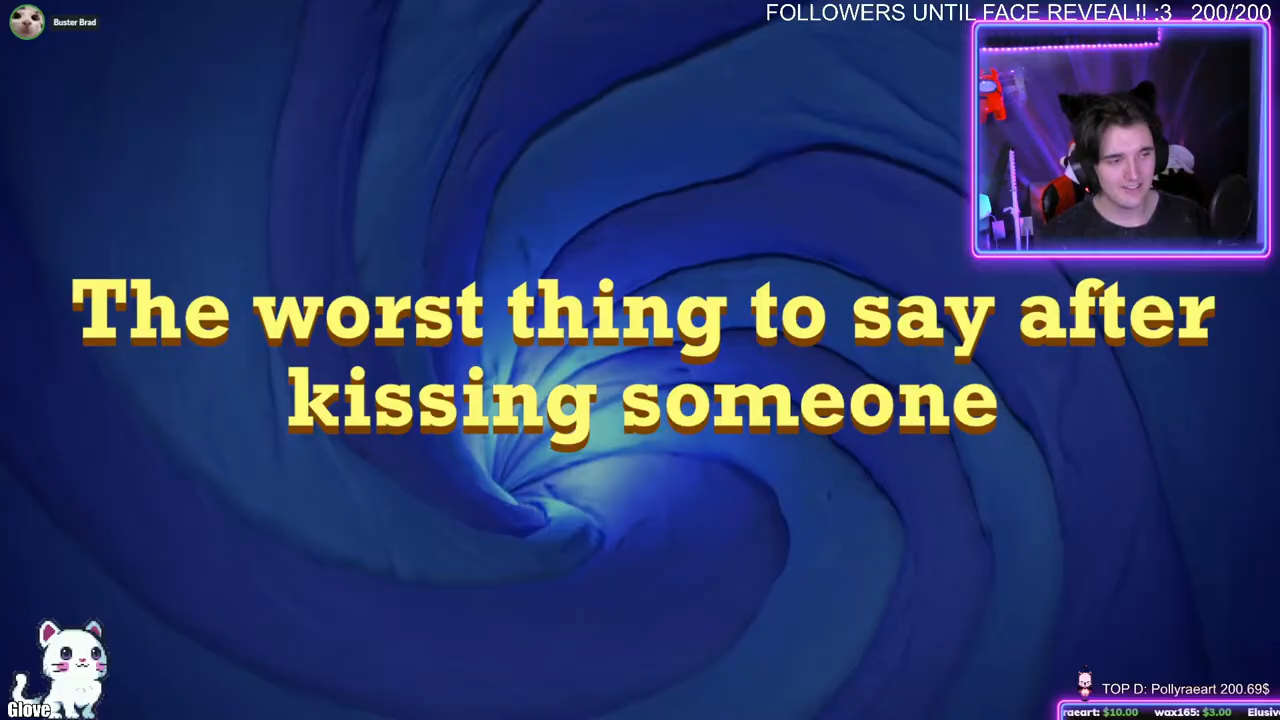 Buster Brad
FOLLOWERS UNTIL FACE REVEAL!! :3 200/200
The worst thing to say after
kissing someone
Glove
TOP D: Pollyraeart 200.69$
raeart: $10.00 wax165: $3.00 Elusiv